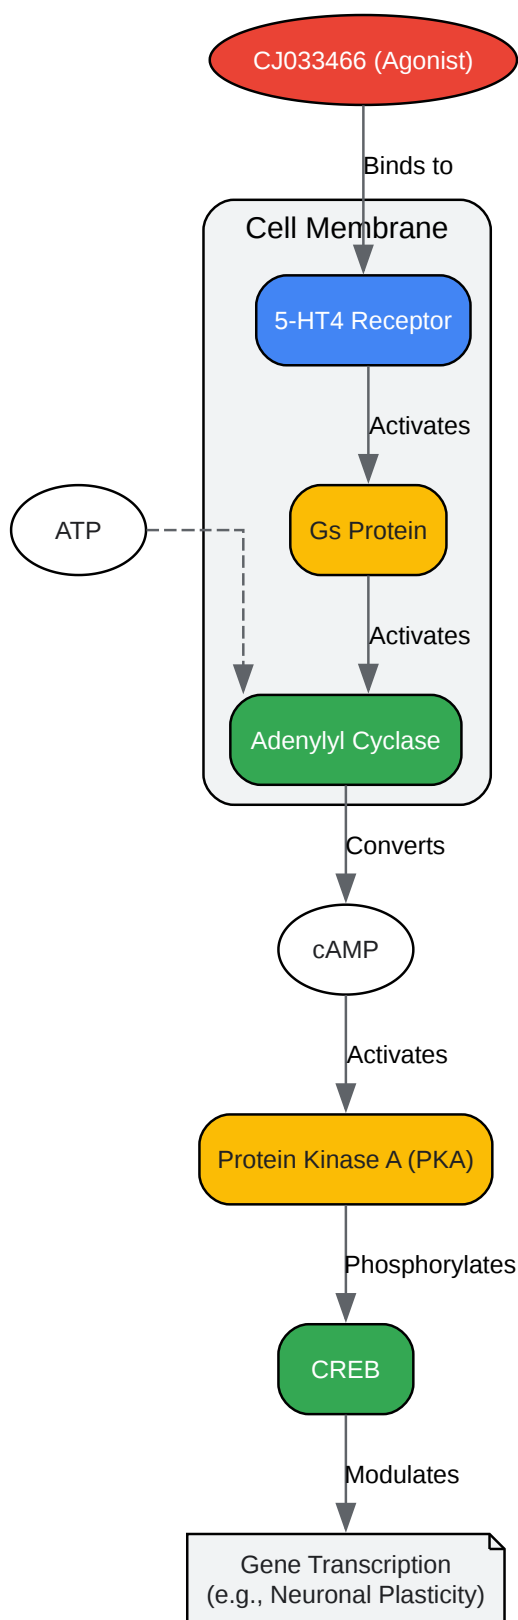 CJ033466 (Agonist)
Binds to
Cell Membrane
5-HT4 Receptor
Activates
ATP
Gs Protein
Activates
Adenylyl Cyclase
Converts
cAMP
Activates
Protein Kinase A (PKA)
Phosphorylates
CREB
Modulates
Gene Transcription
(e.g., Neuronal Plasticity)